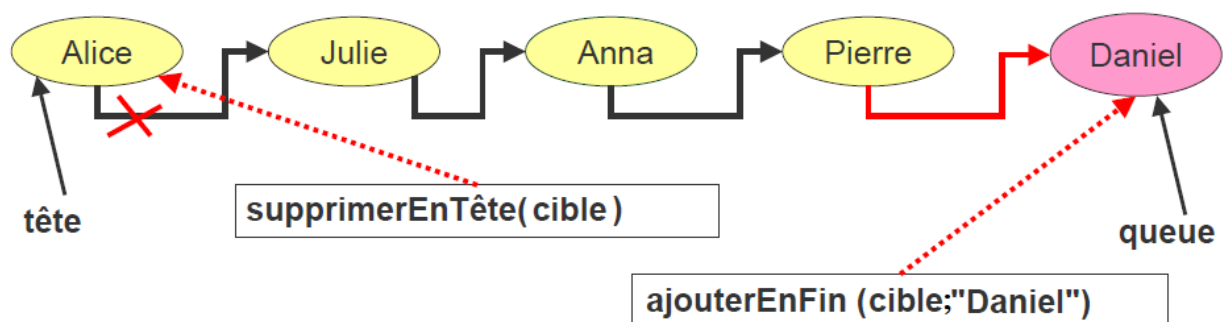 Alice Julie Anna Pierre Daniel
tête
supprimerEnTête(cible)
queue
ajouterEnFin (cible;"Daniel")